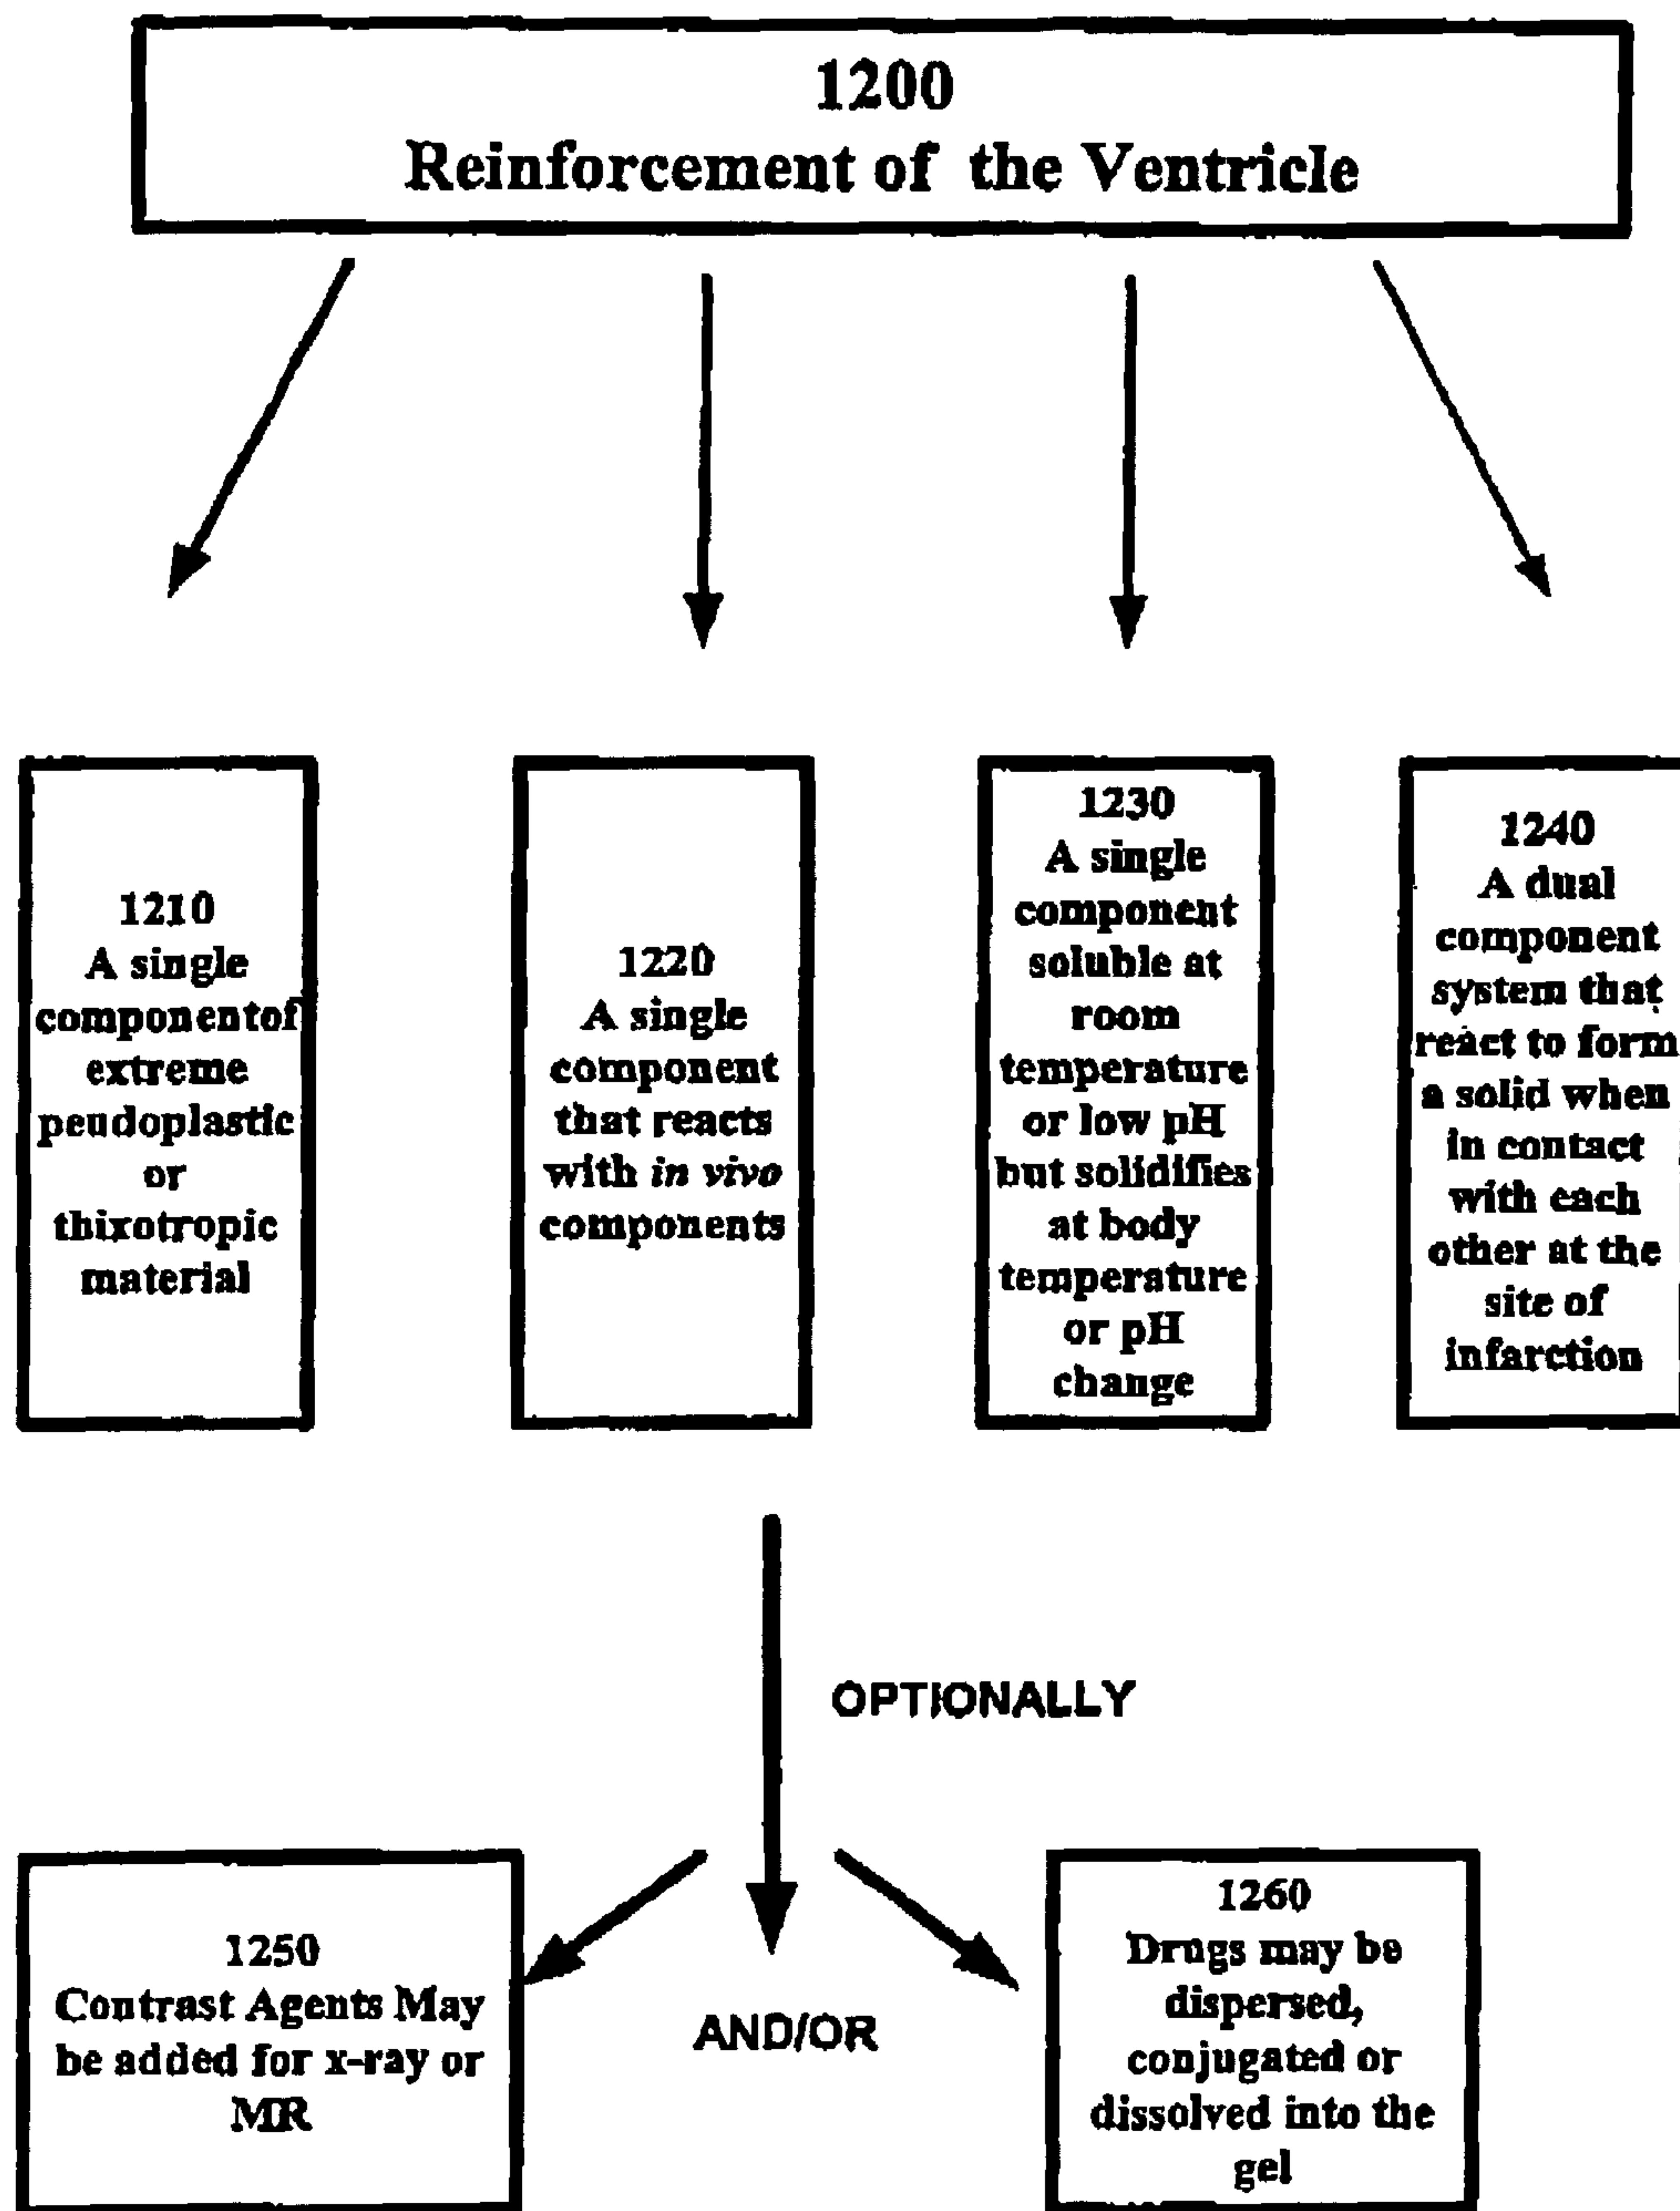 1200
Reinforcement of the Ventricle
1210
A single
componentof
extreme
peudoplastic
or
thixotropic
material
1220
A single
component
that reacts
with in vivo
components
1230
A single
component
soluble at
room
temperature
or low pH
but solidifies
at body
temperature
or pH
change
1240
A dual
component
system that
react to form
a solid when
in contact
with each
other at the
site of
infarction
OPTIONALLY
1250
Contrast Agents May
be added for x-ray or
MR
AND/OR
1260
Drugs may be
dispersed,
conjugated or
dissolved into the
gel